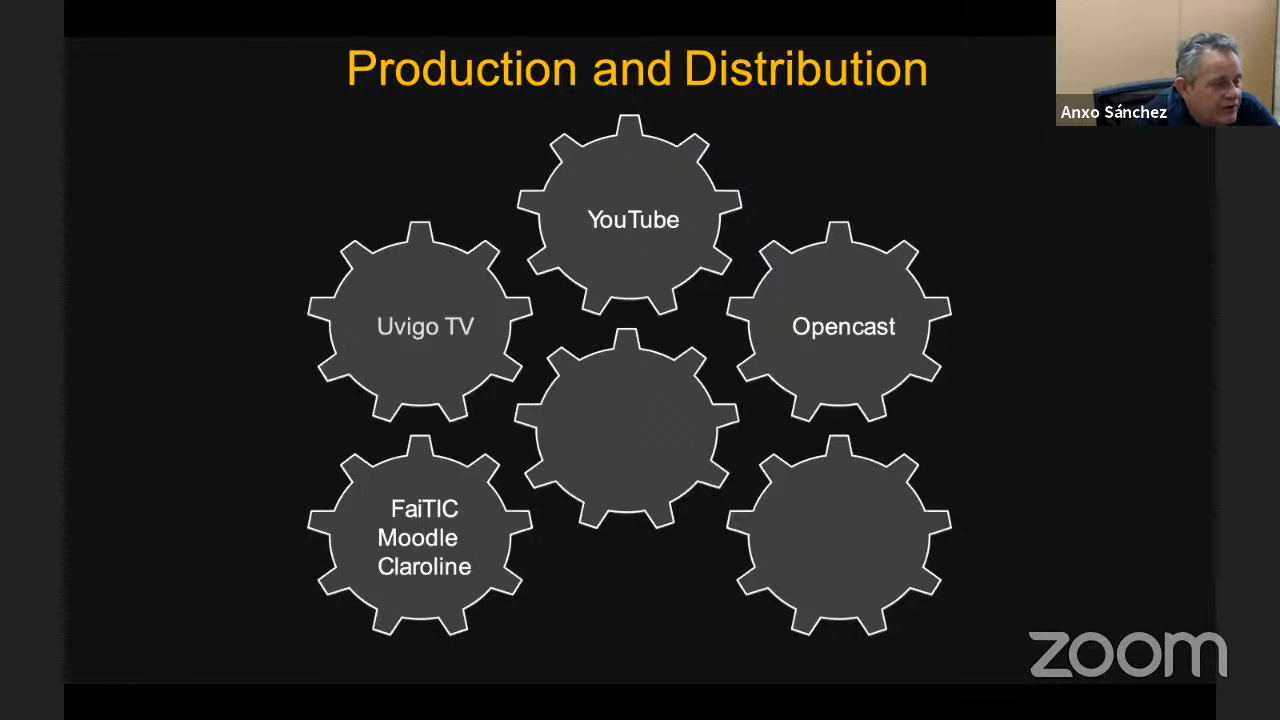 Production and Distribution
Anxo Sánchez
YouTube
Uvigo TV
Opencast
FaiTIC
Moodle
Claroline
zoom